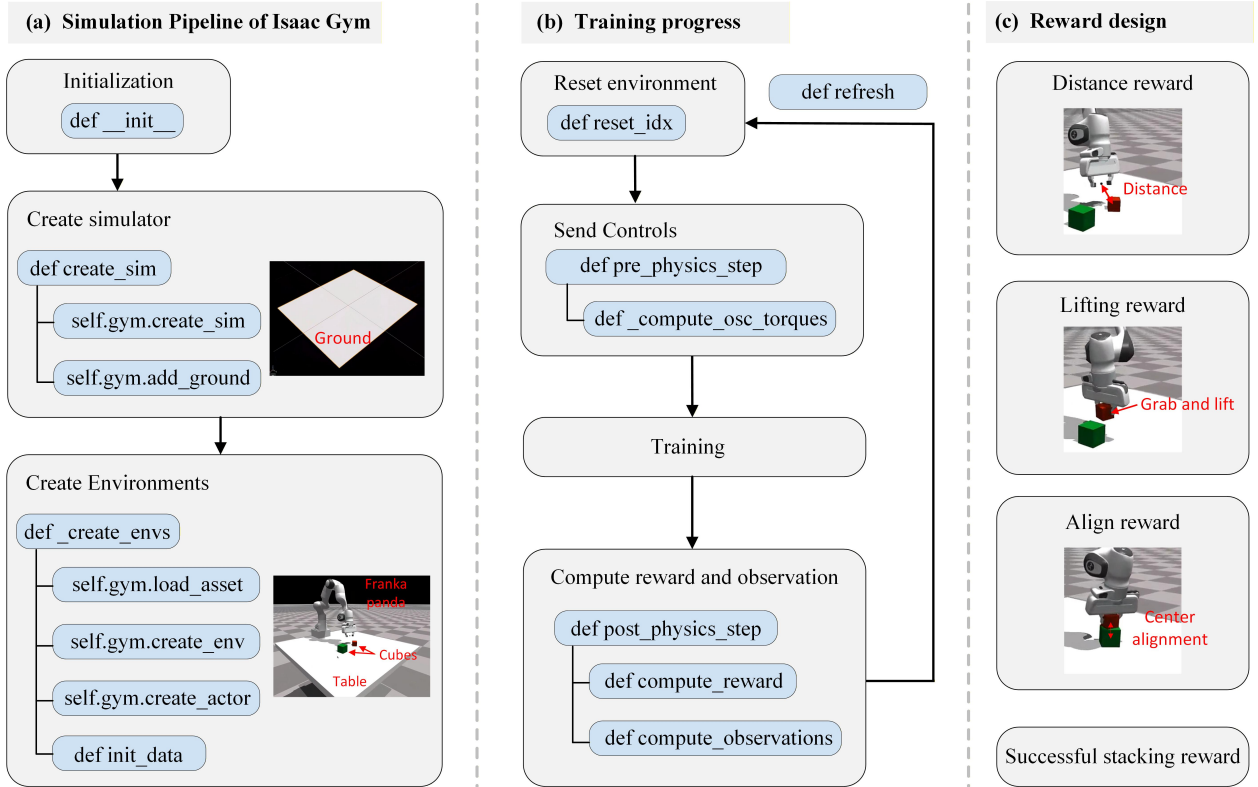 (a) Simulation Pipeline of Isaac Gym
Initialization
def __init__
Create simulator
def create_sim
self.gym.create_sim
self.gym.add_ground
Ground
Create Environments
def _create_envs
self.gym.load_asset
self.gym.create_env
self.gym.create_actor
def init_data
Franka
panda
Cubes
Table
(b) Training progress
Reset environment
def reset_idx
def refresh
Send Controls
def pre_physics_step
def _compute_osc_torques
Training
Compute reward and observation
def post_physics_step
def compute_reward
def compute_observations
(c) Reward design
Distance reward
Distance
Lifting reward
Grab and lift
Align reward
Center
alignment
Successful stacking reward